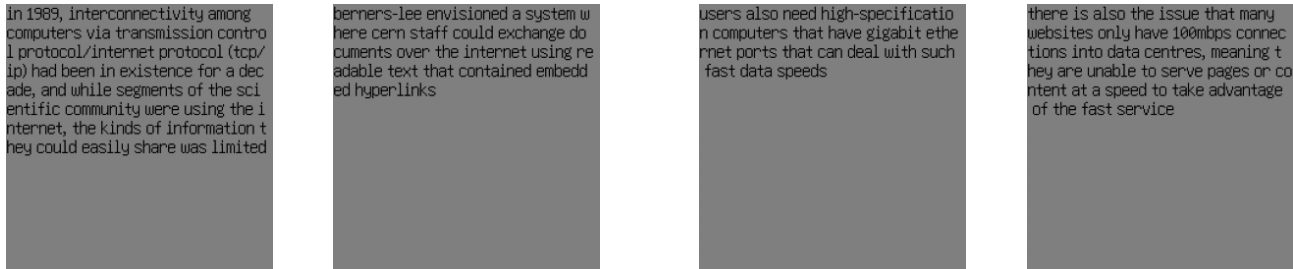 in 1989, interconnectivity among
computers via transmission contro
l protocol/internet protocol (tcp/
ip) had been in existence for a dec
ade, and while segments of the sci
entific community were using the i
nternet, the kinds of information t
hey could easily share was limited
berners-lee envisioned a system w
here cern staff could exchange do
cuments over the internet using re
adable text that contained embedd
ed hyperlinks
users also need high-specificatio
n computers that have gigabit ethe
rnet ports that can deal with such
fast data speeds
there is also the issue that many
websites only have 100mbps connec
tions into data centres, meaning t
hey are unable to serve pages or co
ntent at a speed to take advantage
of the fast service